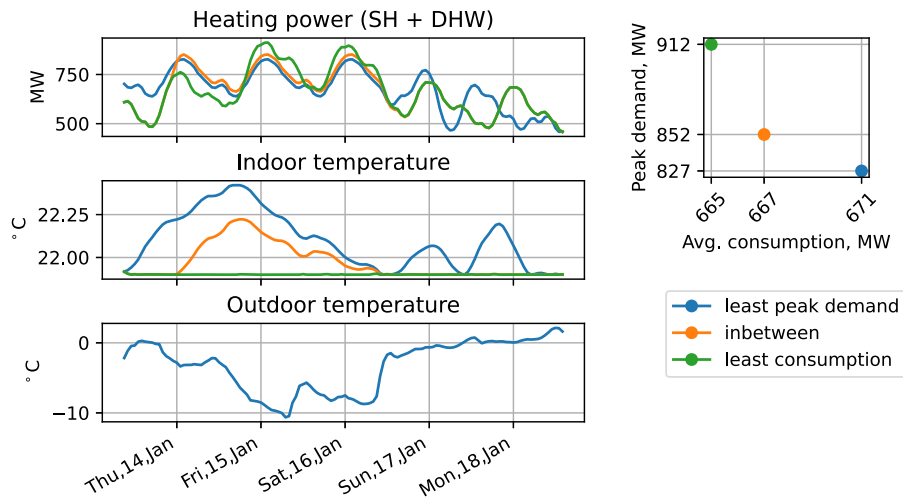 Heating power (SH + DHW)
MW
750
500
Indoor temperature
°C
22.25
22.00
Outdoor temperature
°C
0
−10
Thu,14,Jan
Fri,15,Jan
Sat,16,Jan
Sun,17,Jan
Mon,18,Jan
Peak demand, MW
912
852
827
665
667
671
Avg. consumption, MW
least peak demand
inbetween
least consumption